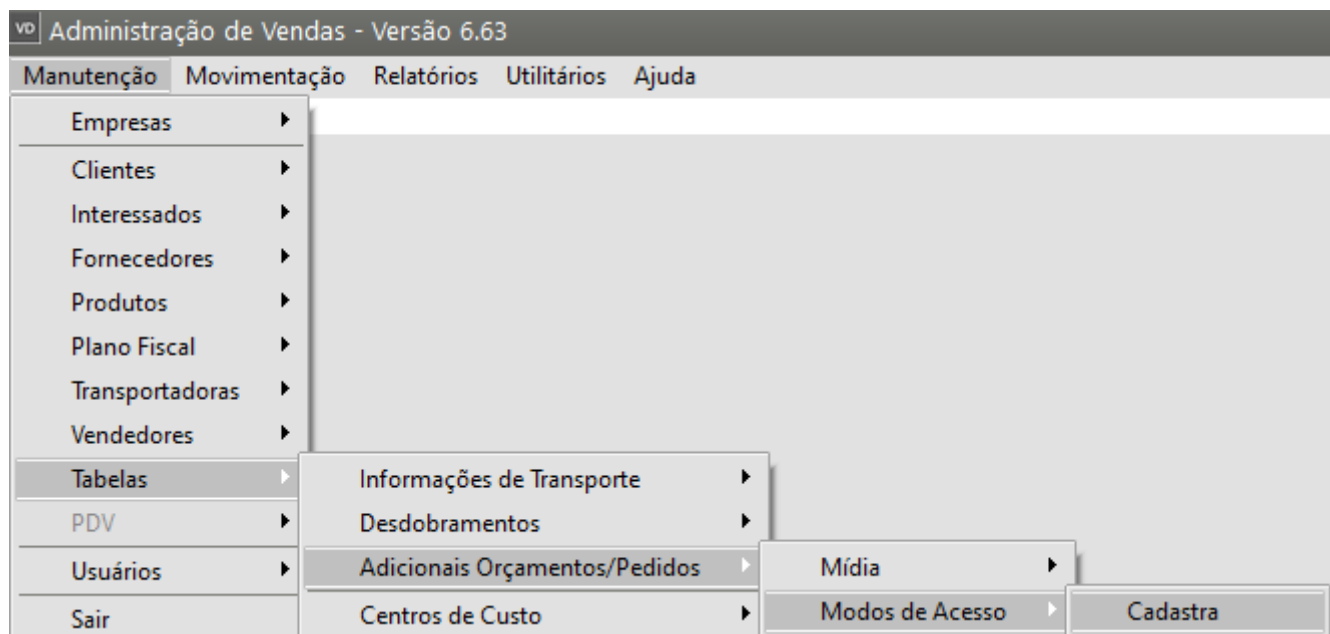 VD Administração de Vendas - Versão 6.63
Manutenção Movimentação Relatórios Utilitários Ajuda
Empresas
Clientes
Interessados
Fornecedores
Produtos
Plano Fiscal
Transportadoras
Vendedores
Tabelas Informações de Transporte
PDV Desdobramentos
Adicionais Orçamentos/Pedidos Mídia
Usuários
Modos de Acesso Cadastra
Sair Centros de Custo